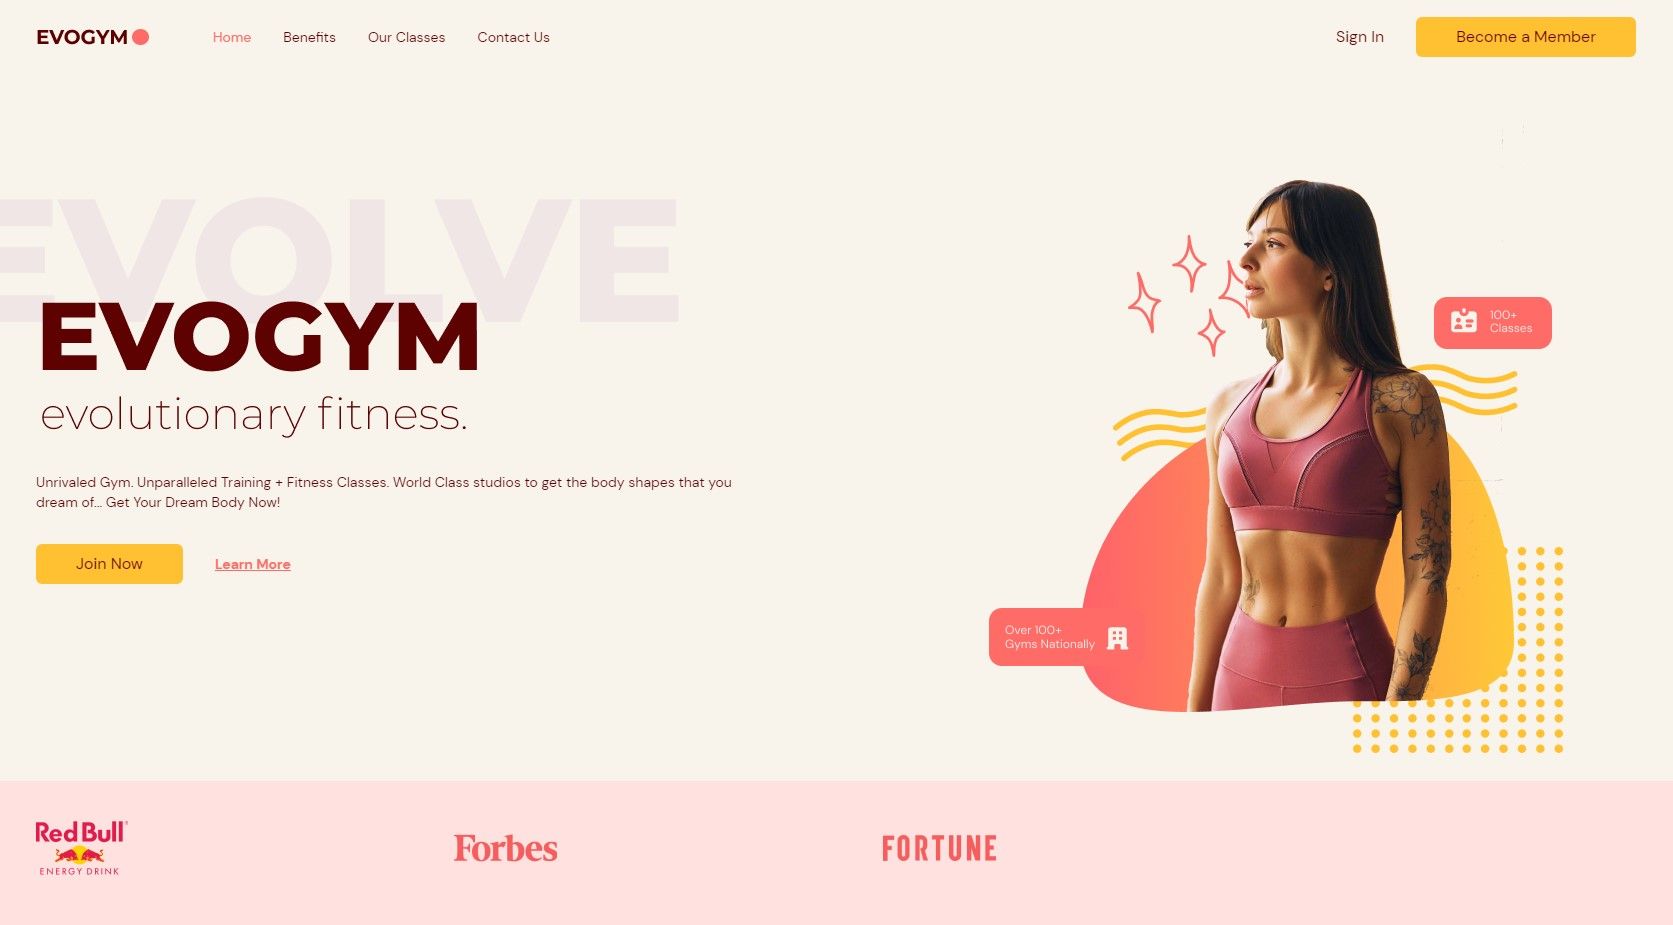 EVOGYM
Home
Benefits
Our Classes
Contact Us
Sign In
Become a Member
EVOLVE
EVOGYM
evolutionary fitness.
Unrivaled Gym. Unparalleled Training + Fitness Classes. World Class studios to get the body shapes that you
dream of... Get Your Dream Body Now!
Join Now
Learn More
100+
Classes
Over 100+
Gyms Nationally
Red Bull
ENERGY DRINK
Forbes
FORTUNE